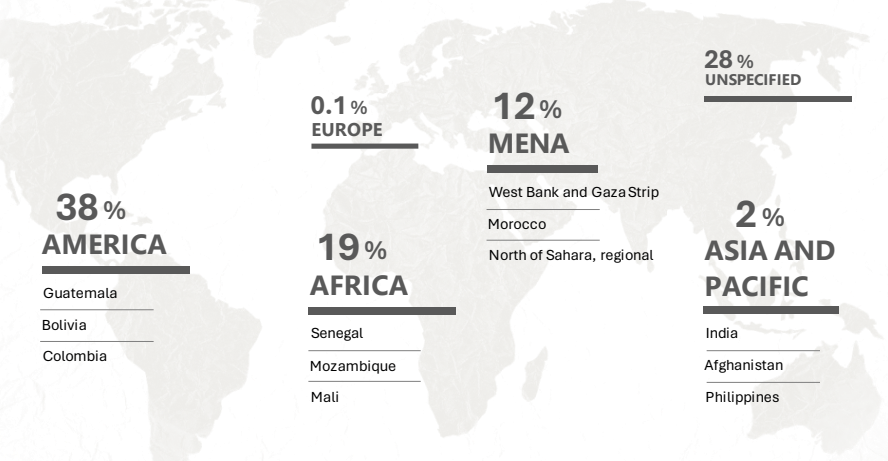 28 %
UNSPECIFIED
0.1 %
EUROPE
12 %
MENA
West Bank and Gaza Strip
Morocco
North of Sahara, regional
38 %
AMERICA
Guatemala
Bolivia
Colombia
19 %
AFRICA
Senegal
Mozambique
Mali
2 %
ASIA AND
PACIFIC
India
Afghanistan
Philippines